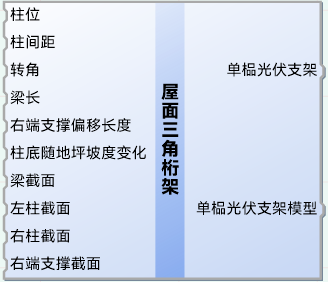 柱位
柱间距
转角
梁长
右端支撑偏移长度
柱底随地坪坡度变化
梁截面
左柱截面
右柱截面
右端支撑截面
屋面三角桁架
单榀光伏支架
单榀光伏支架模型